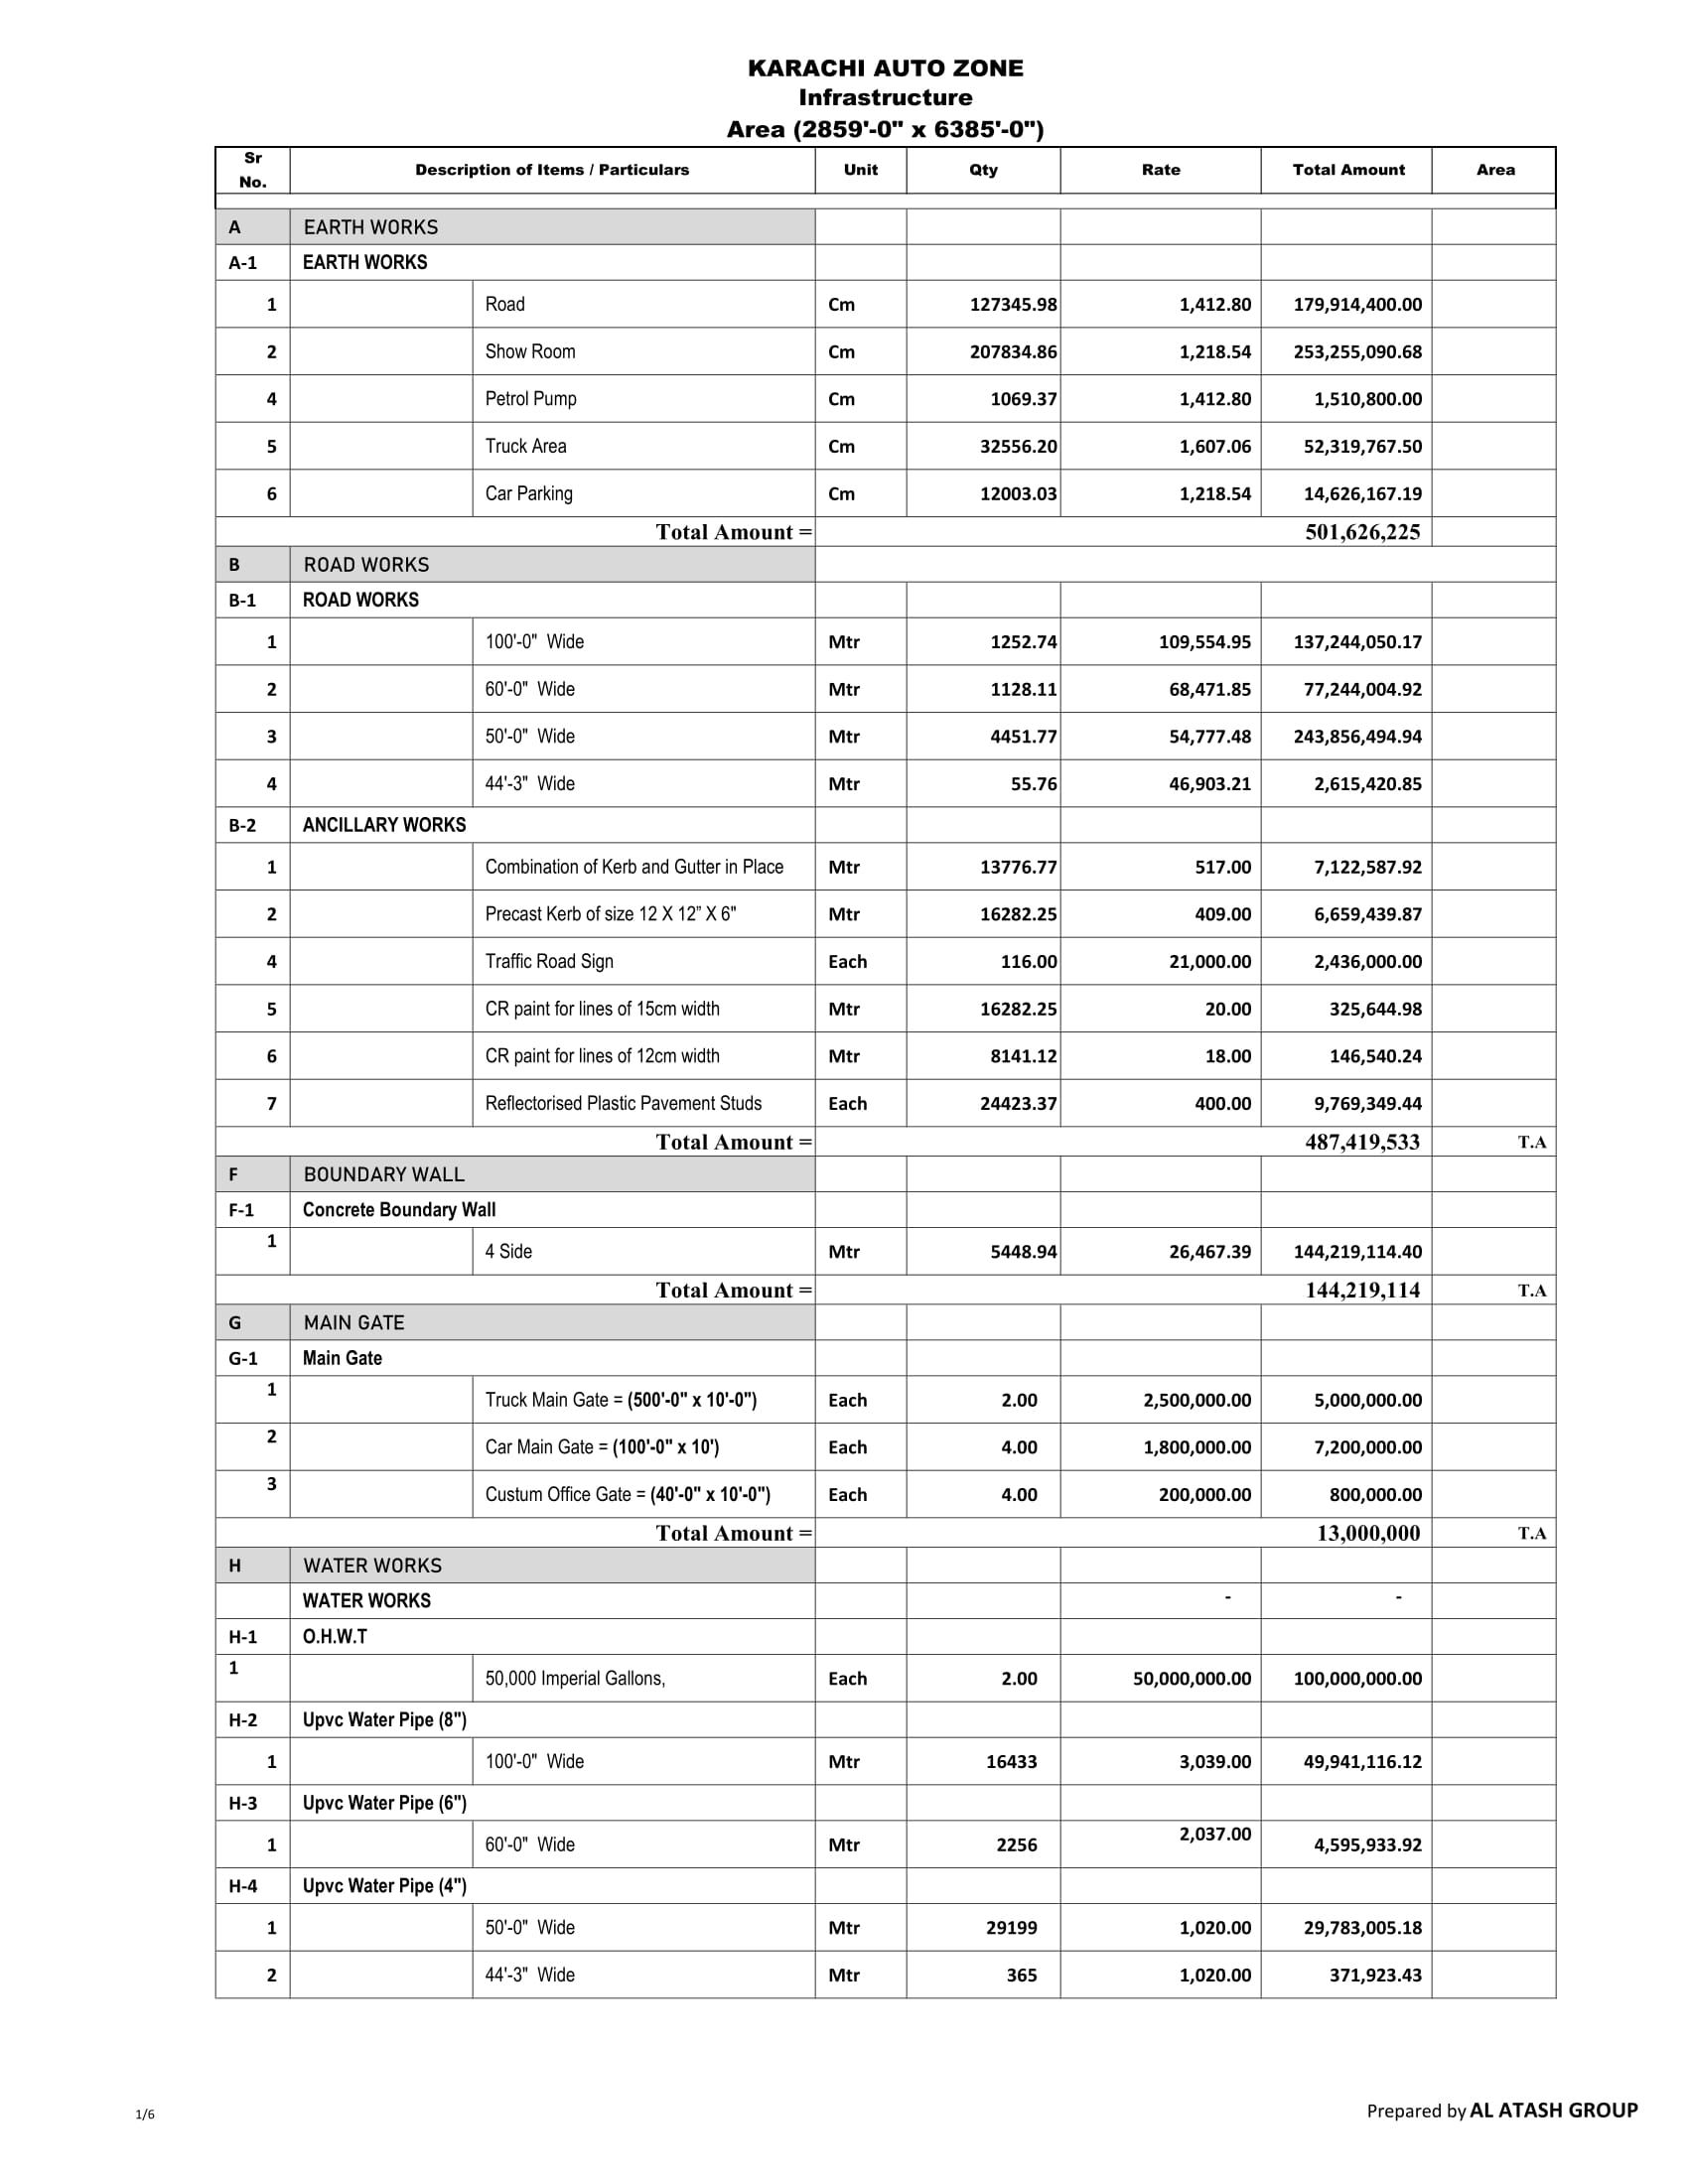 KARACHI AUTO ZONE
Infrastructure
Area (2859'-0" x 6385'-0")
Sr No. Description of Items / Particulars Unit Qty Rate Total Amount Area
A EARTH WORKS
A-1 EARTH WORKS
1 Road Cm 127345.98 1,412.80 179,914,400.00
2 Show Room Cm 207834.86 1,218.54 253,255,090.68
4 Petrol Pump Cm 1069.37 1,412.80 1,510,800.00
5 Truck Area Cm 32556.20 1,607.06 52,319,767.50
6 Car Parking Cm 12003.03 1,218.54 14,626,167.19
Total Amount = 501,626,225
B ROAD WORKS
B-1 ROAD WORKS
1 100'-0" Wide Mtr 1252.74 109,554.95 137,244,050.17
2 60'-0" Wide Mtr 1128.11 68,471.85 77,244,004.92
3 50'-0" Wide Mtr 4451.77 54,777.48 243,856,494.94
4 44'-3" Wide Mtr 55.76 46,903.21 2,615,420.85
B-2 ANCILLARY WORKS
1 Combination of Kerb and Gutter in Place Mtr 13776.77 517.00 7,122,587.92
2 Precast Kerb of size 12 X 12” X 6" Mtr 16282.25 409.00 6,659,439.87
4 Traffic Road Sign Each 116.00 21,000.00 2,436,000.00
5 CR paint for lines of 15cm width Mtr 16282.25 20.00 325,644.98
6 CR paint for lines of 12cm width Mtr 8141.12 18.00 146,540.24
7 Reflectorised Plastic Pavement Studs Each 24423.37 400.00 9,769,349.44
Total Amount = 487,419,533 T.A
F BOUNDARY WALL
F-1 Concrete Boundary Wall
1 4 Side Mtr 5448.94 26,467.39 144,219,114.40
Total Amount = 144,219,114 T.A
G MAIN GATE
G-1 Main Gate
1 Truck Main Gate = (500'-0" x 10'-0") Each 2.00 2,500,000.00 5,000,000.00
2 Car Main Gate = (100'-0" x 10') Each 4.00 1,800,000.00 7,200,000.00
3 Custum Office Gate = (40'-0" x 10'-0") Each 4.00 200,000.00 800,000.00
Total Amount = 13,000,000 T.A
H WATER WORKS
WATER WORKS - -
H-1 O.H.W.T
1 50,000 Imperial Gallons, Each 2.00 50,000,000.00 100,000,000.00
H-2 Upvc Water Pipe (8")
1 100'-0" Wide Mtr 16433 3,039.00 49,941,116.12
H-3 Upvc Water Pipe (6")
1 60'-0" Wide Mtr 2256 2,037.00 4,595,933.92
H-4 Upvc Water Pipe (4")
1 50'-0" Wide Mtr 29199 1,020.00 29,783,005.18
2 44'-3" Wide Mtr 365 1,020.00 371,923.43
1/6 Prepared by AL ATASH GROUP